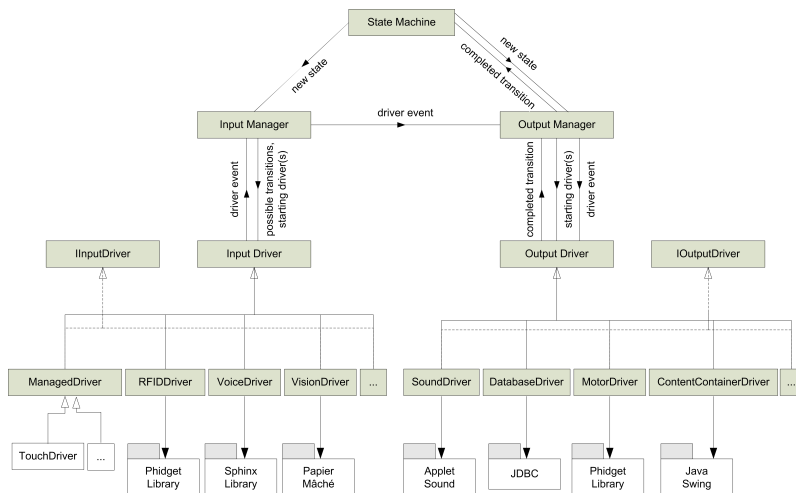 State Machine
new state
new state
completed transition
Input Manager
driver event
Output Manager
driver event
possible transitions,
starting driver(s)
completed transition
starting driver(s)
driver event
IInputDriver
Input Driver
Output Driver
IOutputDriver
ManagedDriver
RFIDDriver
VoiceDriver
VisionDriver
...
SoundDriver
DatabaseDriver
MotorDriver
ContentContainerDriver
...
TouchDriver
...
Phidget
Library
Sphinx
Library
Papier
Mâché
Applet
Sound
JDBC
Phidget
Library
Java
Swing